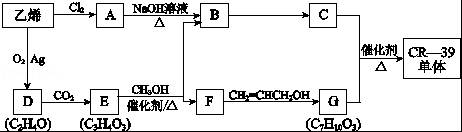 乙烯 Cl₂ A NaOH溶液 △ B C
催化剂 △ CR—39 单体
O₂ Ag
D CO₂ E CH₃OH 催化剂/△ F CH₂=CHCH₂OH G
(C₂H₄O) (C₃H₄O₃) (C₇H₁₀O₃)